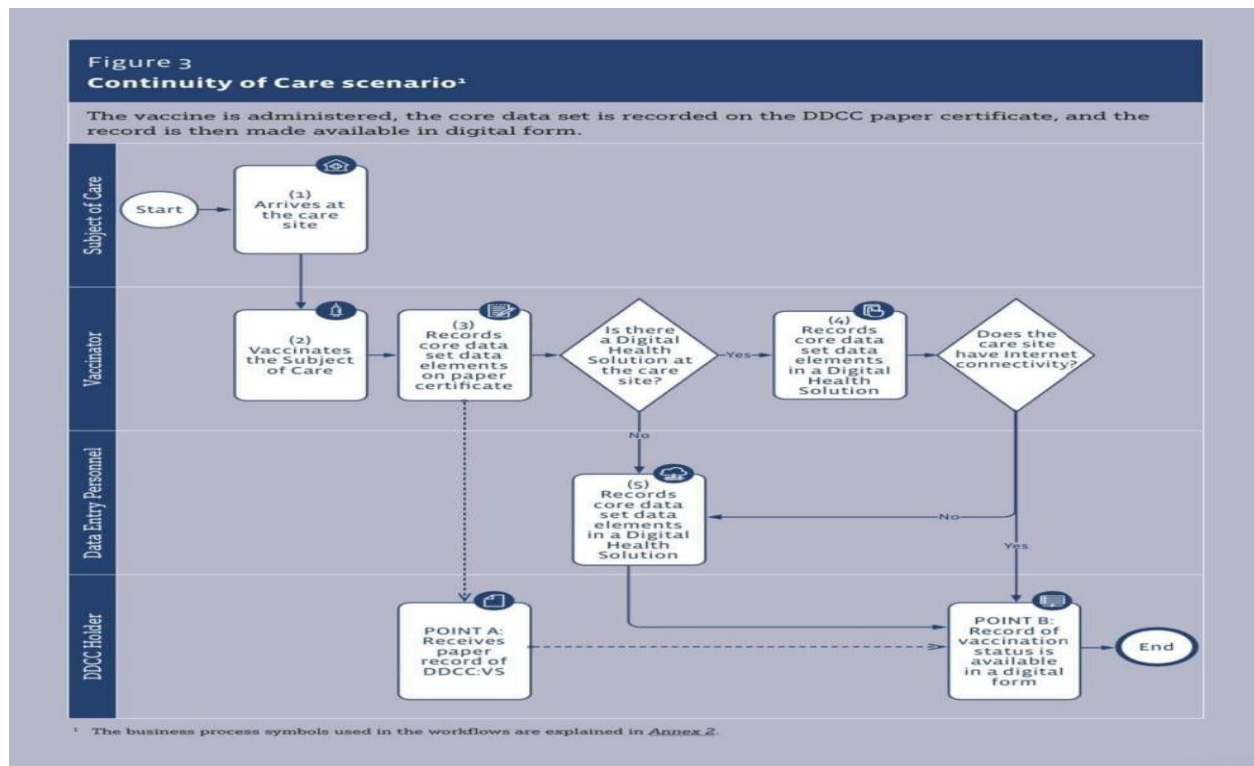 Figure 3
Continuity of Care scenario¹
The vaccine is administered, the core data set is recorded on the DDCC paper certificate, and the
record is then made available in digital form.
Subject of Care
Start
(1)
Arrives at
the care
site
Vaccinator
(2)
Vaccinates
the Subject
of Care
(3)
Records
core data
set data
elements
on paper
certificate
Is there
a Digital
Health
Solution at
the care
site?
Yes
(4)
Records
core data
set data
elements
in a Digital
Health
Solution
Does the
care site
have Internet
connectivity?
No
Data Entry Personnel
(5)
Records
core data
set data
elements
in a Digital
Health
Solution
No
Yes
DDCC Holder
POINT A:
Receives
paper
record of
DDCC:VS
POINT B:
Record of
vaccination
status is
available
in a digital
form
End
¹ The business process symbols used in the workflows are explained in Annex 2.